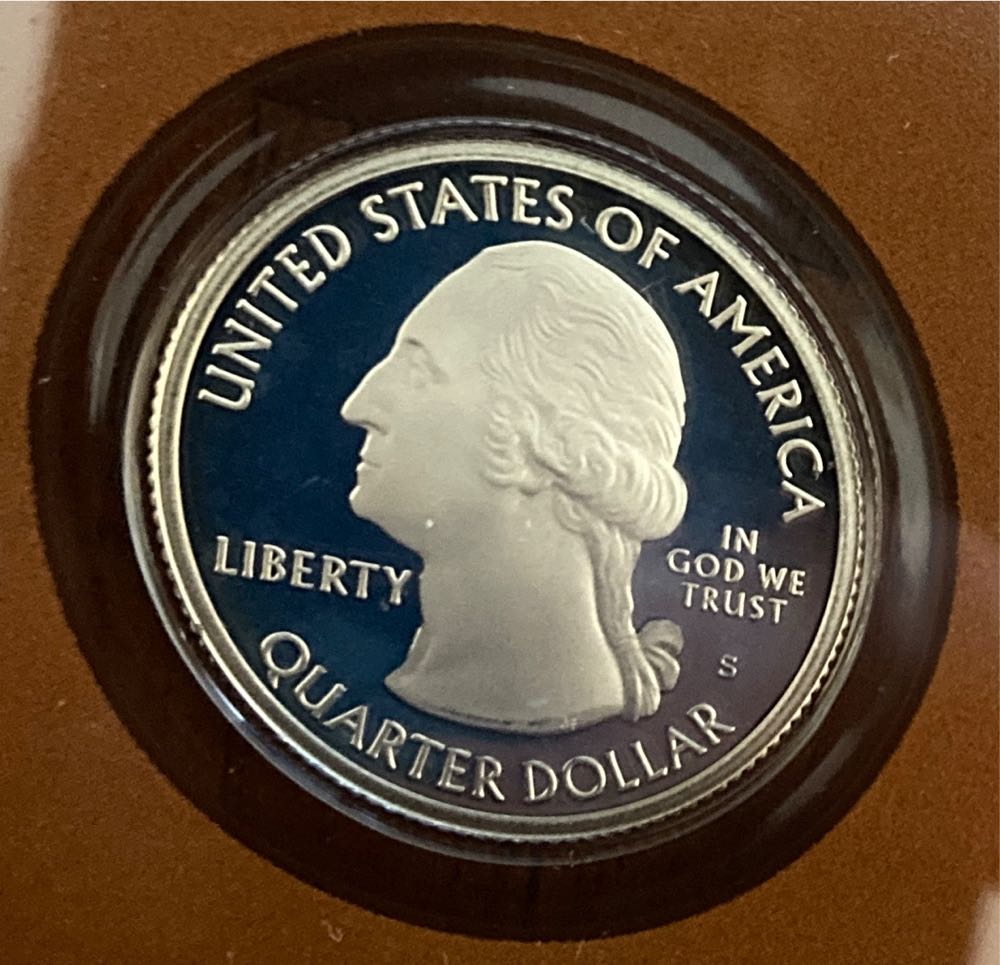 UNITED STATES OF AMERICA
LIBERTY
IN
GOD WE
TRUST
S
QUARTER DOLLAR